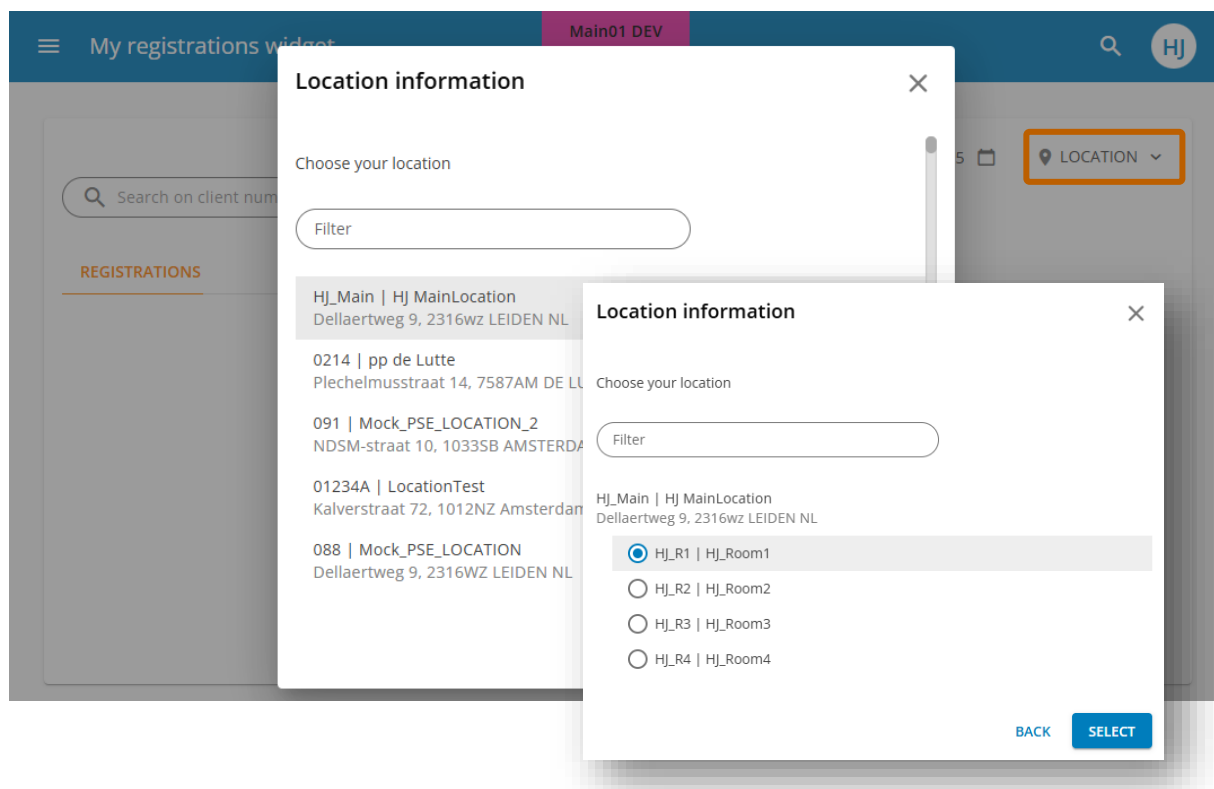 My registrations widget
Main01 DEV
HJ
Location information
Choose your location
5
LOCATION
Search on client num
Filter
REGISTRATIONS
HJ_Main | HJ MainLocation
Dellaertweg 9, 2316wz LEIDEN NL
0214 | pp de Lutte
Plechelmusstraat 14, 7587AM DE LU
091 | Mock_PSE_LOCATION_2
NDSM-straat 10, 1033SB AMSTERDA
01234A | LocationTest
Kalverstraat 72, 1012NZ Amsterdam
088 | Mock_PSE_LOCATION
Dellaertweg 9, 2316WZ LEIDEN NL
Location information
Choose your location
Filter
HJ_Main | HJ MainLocation
Dellaertweg 9, 2316wz LEIDEN NL
HJ_R1 | HJ_Room1
HJ_R2 | HJ_Room2
HJ_R3 | HJ_Room3
HJ_R4 | HJ_Room4
BACK
SELECT